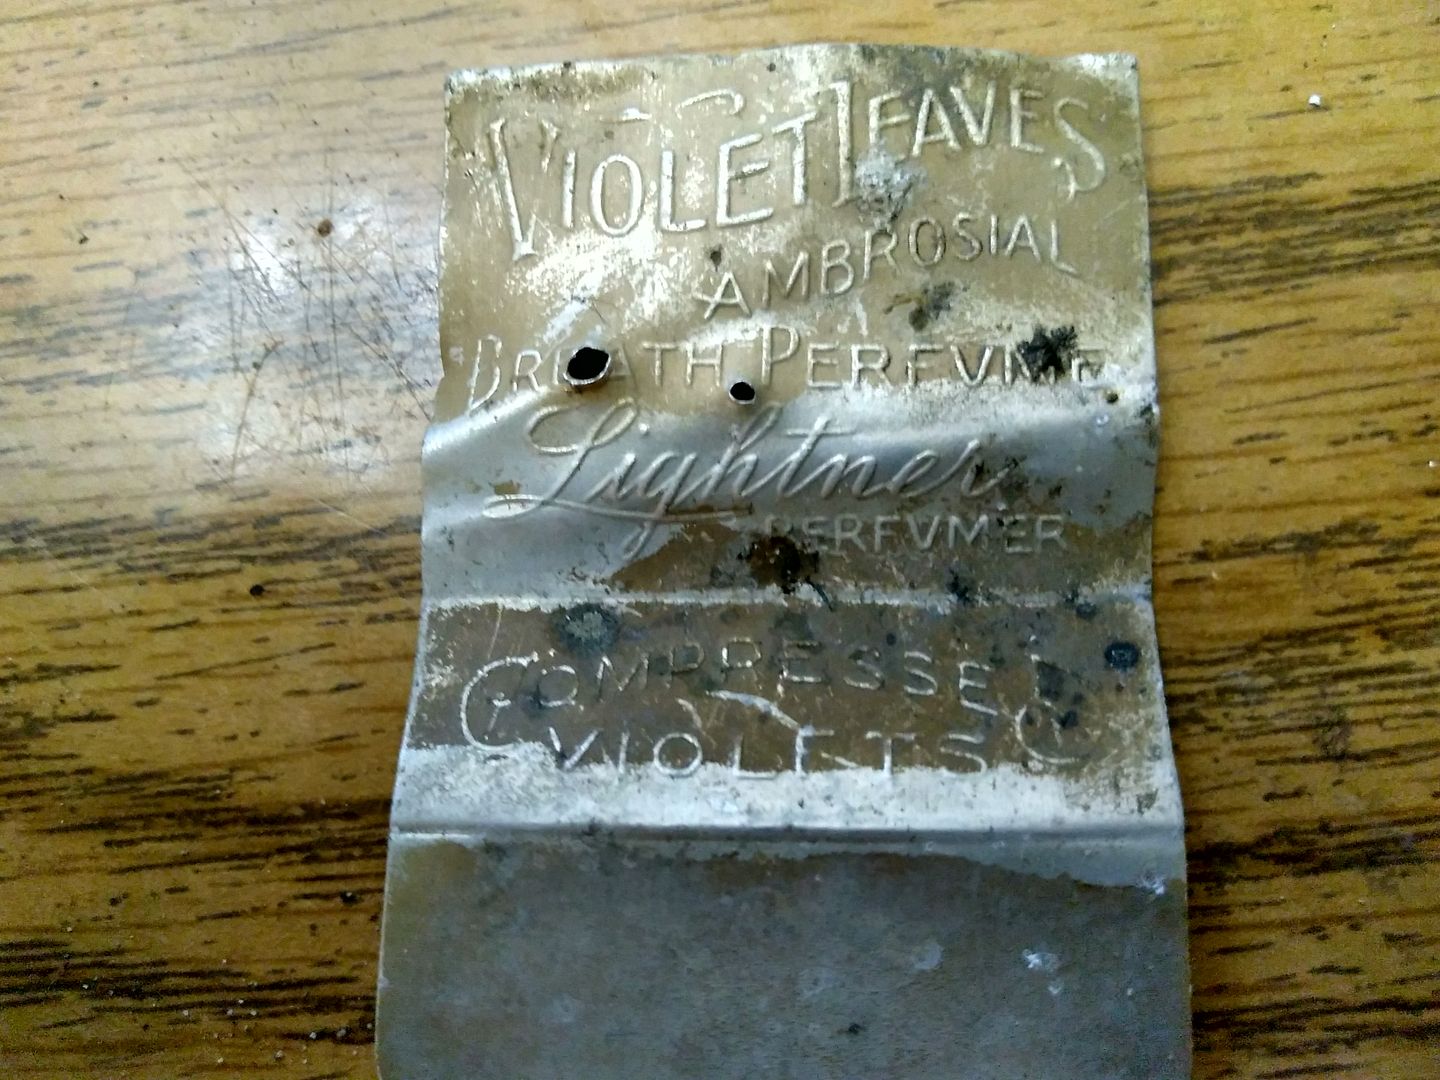 VIOLET LEAVES
AMBROSIAL
BREATH PERFVME
Lightner
PERFVMER
COMPRESSED
VIOLETS